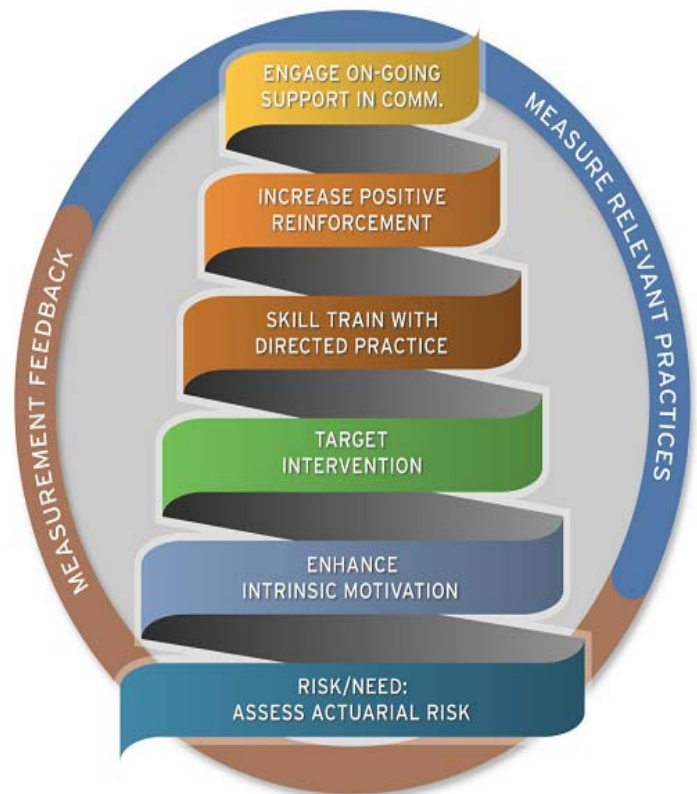 ENGAGE ON-GOING
SUPPORT IN COMM.
INCREASE POSITIVE
REINFORCEMENT
SKILL TRAIN WITH
DIRECTED PRACTICE
TARGET
INTERVENTION
ENHANCE
INTRINSIC MOTIVATION
RISK/NEED:
ASSESS ACTUARIAL RISK
MEASURE RELEVANT PRACTICES
MEASUREMENT FEEDBACK